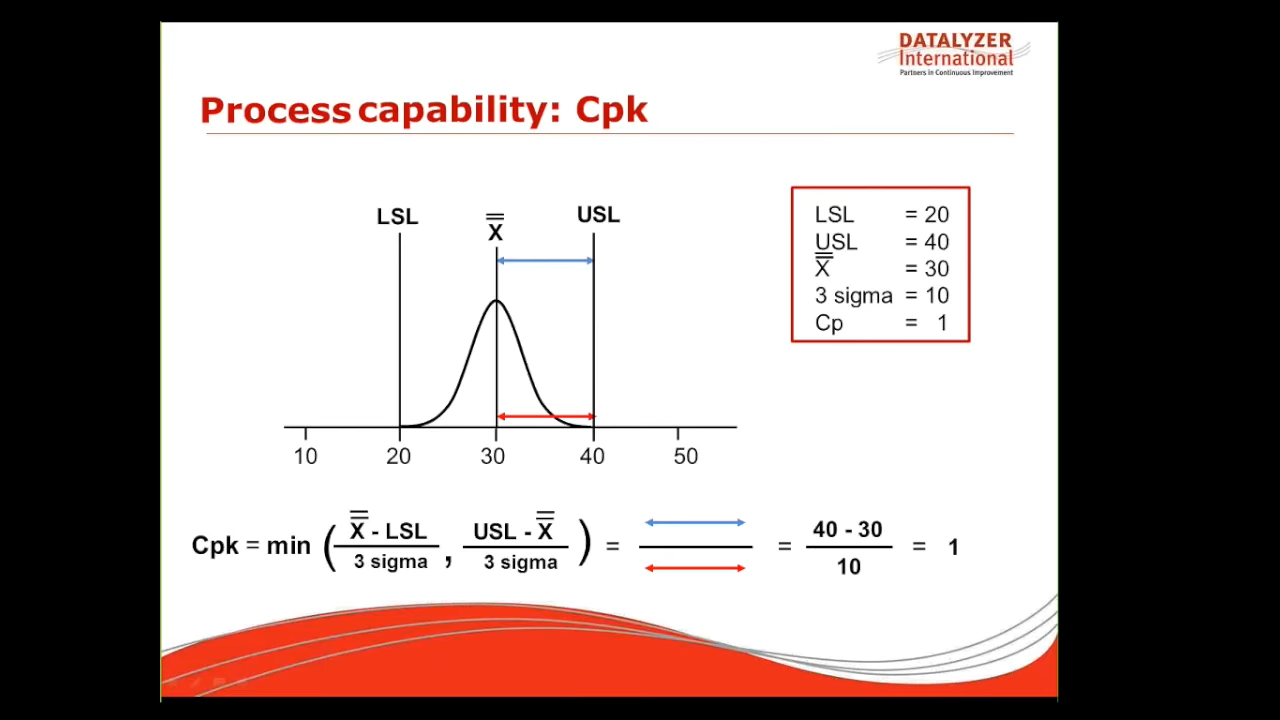 DATALYZER
International
Partners in Continuous Improvement
Process capability: Cpk
LSL
X̿
USL
LSL = 20
USL = 40
X̿ = 30
3 sigma = 10
Cp = 1
10 20 30 40 50
Cpk = min ( X̿ - LSL / 3 sigma , USL - X̿ / 3 sigma ) = = 40 - 30 / 10 = 1